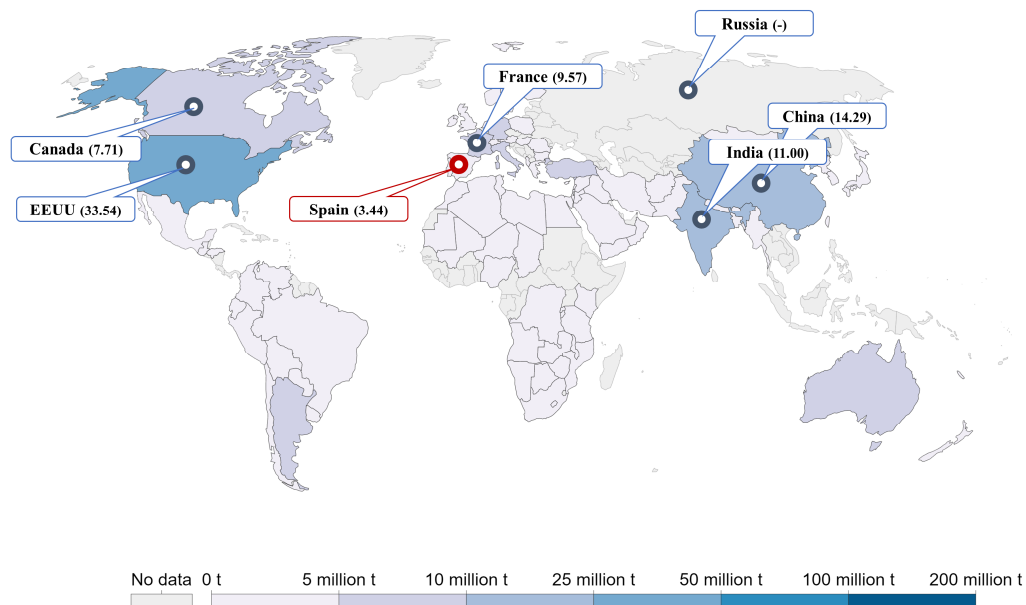 Russia (-)
France (9.57)
China (14.29)
Canada (7.71)
India (11.00)
EEUU (33.54)
Spain (3.44)
No data 0 t 5 million t 10 million t 25 million t 50 million t 100 million t 200 million t